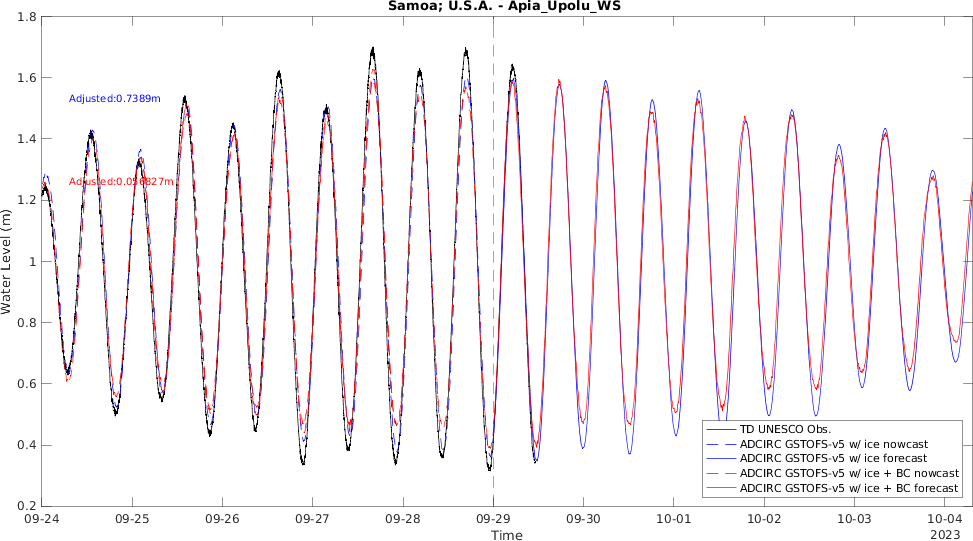 Samoa; U.S.A. - Apia_Upolu_WS
1.8
1.6
1.4
1.2
1
0.8
0.6
0.4
0.2
Water Level (m)
Adjusted:0.7389m
Adjusted:0.056827m
TD UNESCO Obs.
ADCIRC GSTOFS-v5 w/ ice nowcast
ADCIRC GSTOFS-v5 w/ ice forecast
ADCIRC GSTOFS-v5 w/ ice + BC nowcast
ADCIRC GSTOFS-v5 w/ ice + BC forecast
09-24 09-25 09-26 09-27 09-28 09-29 09-30 10-01 10-02 10-03 10-04
2023
Time